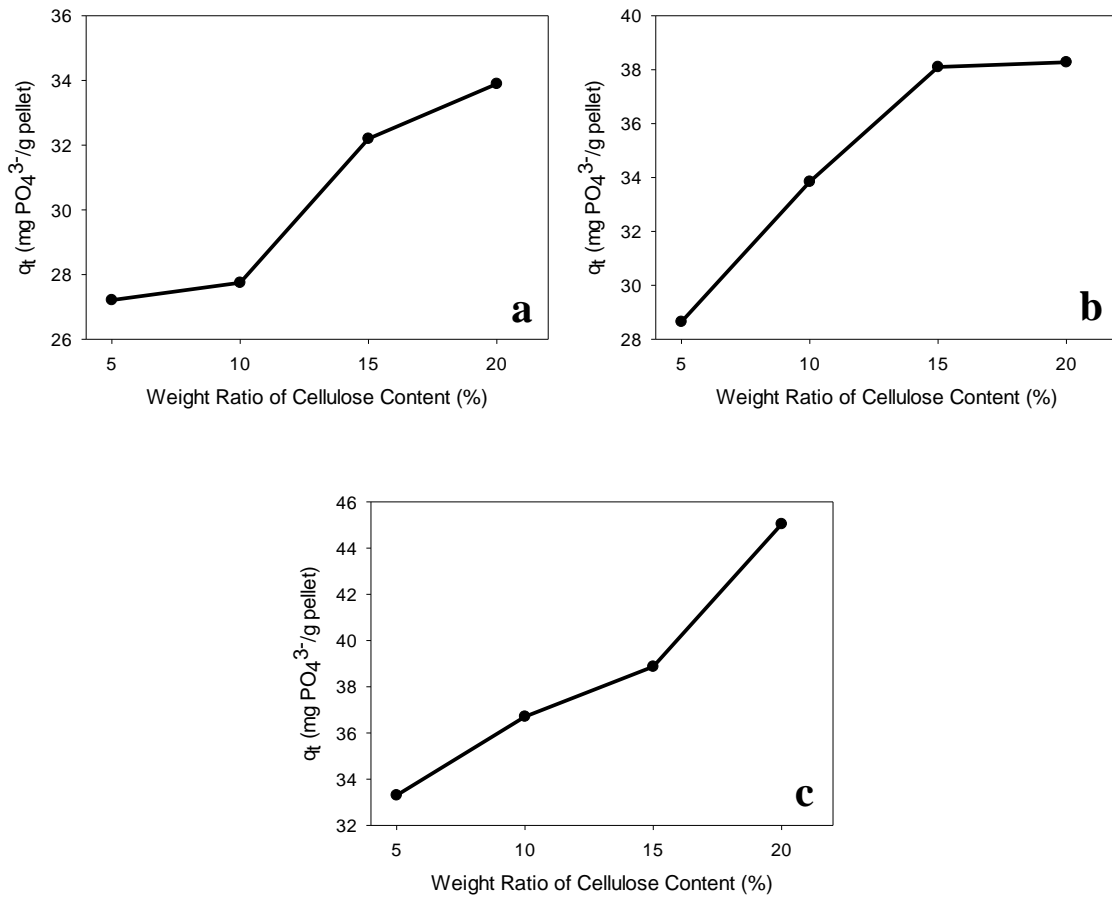 36
34
32
30
28
26
qt (mg PO43-/g pellet)
5 10 15 20
Weight Ratio of Cellulose Content (%)
a
40
38
36
34
32
30
28
qt (mg PO43-/g pellet)
5 10 15 20
Weight Ratio of Cellulose Content (%)
b
46
44
42
40
38
36
34
32
qt (mg PO43-/g pellet)
5 10 15 20
Weight Ratio of Cellulose Content (%)
c